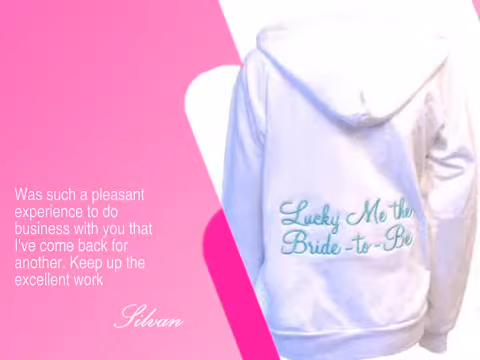 Was such a pleasant
experience to do
business with you that
I've come back for
another. Keep up the
excellent work
Silvan
Lucky Me the
Bride-to-Be